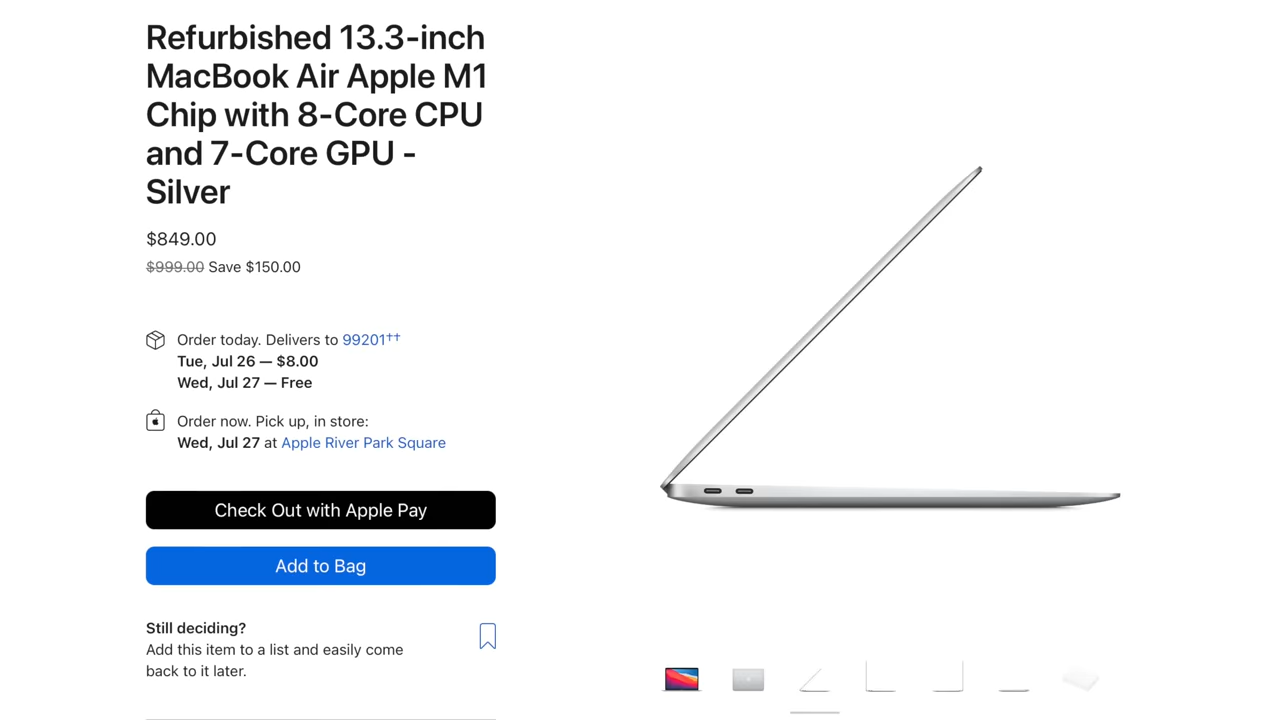 Refurbished 13.3-inch
MacBook Air Apple M1
Chip with 8-Core CPU
and 7-Core GPU -
Silver
$849.00
$999.00 Save $150.00
Order today. Delivers to 99201††
Tue, Jul 26 — $8.00
Wed, Jul 27 — Free
Order now. Pick up, in store:
Wed, Jul 27 at Apple River Park Square
Check Out with Apple Pay
Add to Bag
Still deciding?
Add this item to a list and easily come
back to it later.